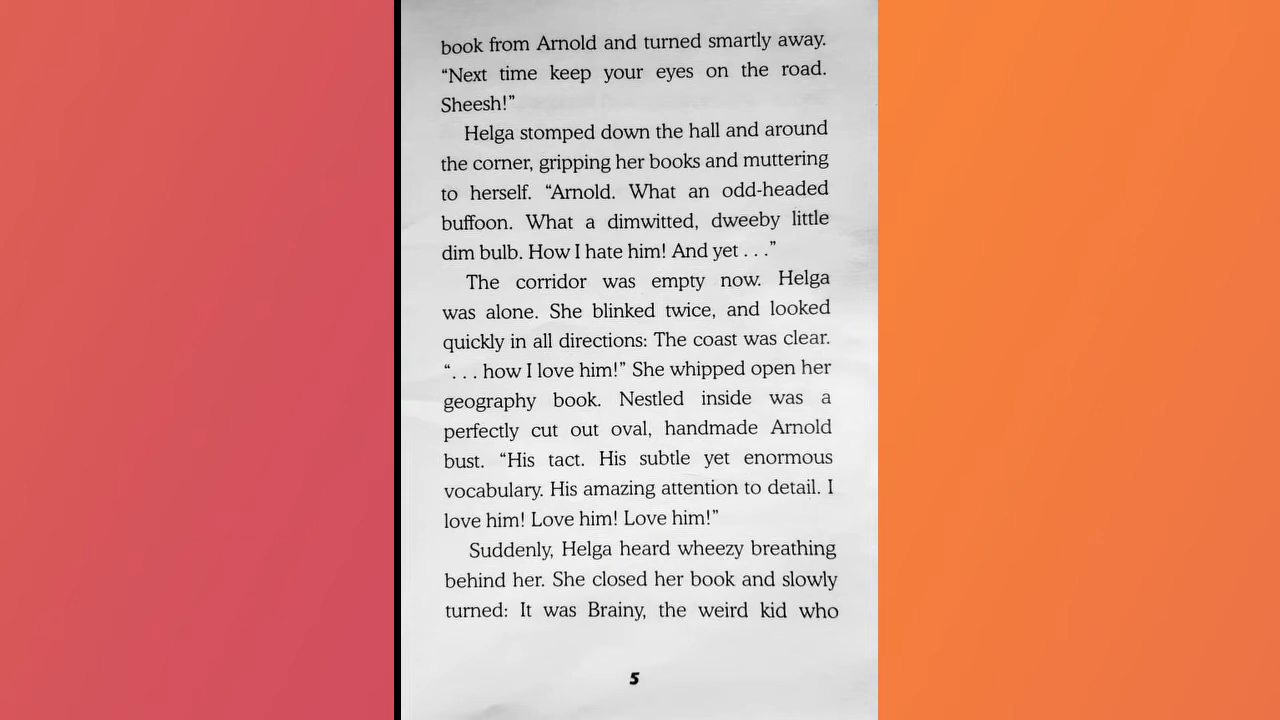 book from Arnold and turned smartly away.
“Next time keep your eyes on the road.
Sheesh!”
Helga stomped down the hall and around
the corner, gripping her books and muttering
to herself. “Arnold. What an odd-headed
buffoon. What a dimwitted, dweeby little
dim bulb. How I hate him! And yet . . .”
The corridor was empty now. Helga
was alone. She blinked twice, and looked
quickly in all directions: The coast was clear.
“. . . how I love him!” She whipped open her
geography book. Nestled inside was a
perfectly cut out oval, handmade Arnold
bust. “His tact. His subtle yet enormous
vocabulary. His amazing attention to detail. I
love him! Love him! Love him!”
Suddenly, Helga heard wheezy breathing
behind her. She closed her book and slowly
turned: It was Brainy, the weird kid who
5